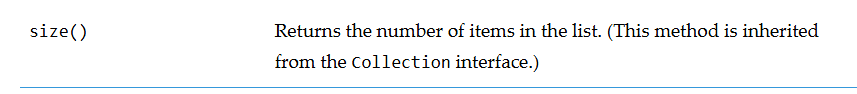 size() Returns the number of items in the list. (This method is inherited
from the Collection interface.)